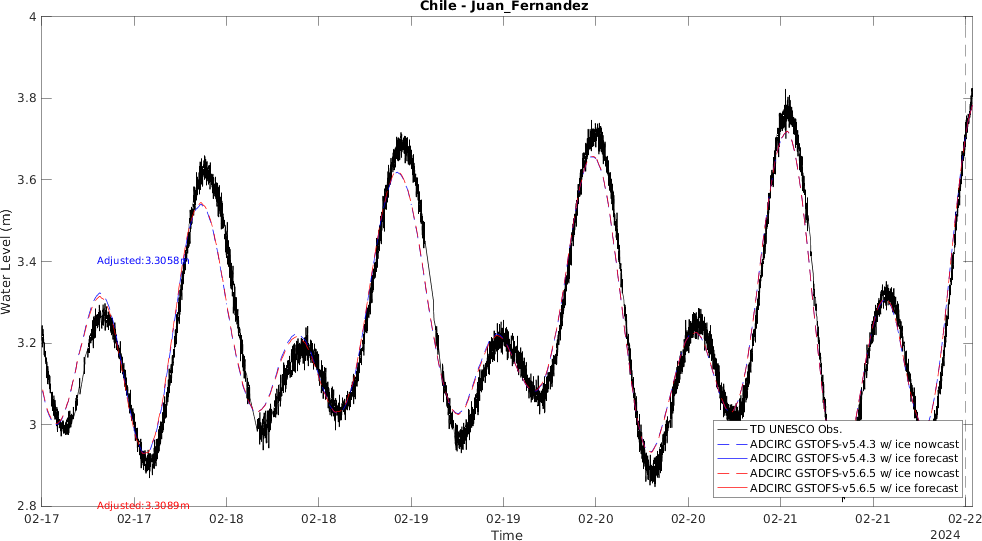 Chile - Juan_Fernandez
4
3.8
3.6
3.4
3.2
3
2.8
Water Level (m)
Adjusted:3.3058m
Adjusted:3.3089m
TD UNESCO Obs.
ADCIRC GSTOFS-v5.4.3 w/ ice nowcast
ADCIRC GSTOFS-v5.4.3 w/ ice forecast
ADCIRC GSTOFS-v5.6.5 w/ ice nowcast
ADCIRC GSTOFS-v5.6.5 w/ ice forecast
02-17 02-17 02-18 02-18 02-19 02-19 02-20 02-20 02-21 02-21 02-22
Time
2024